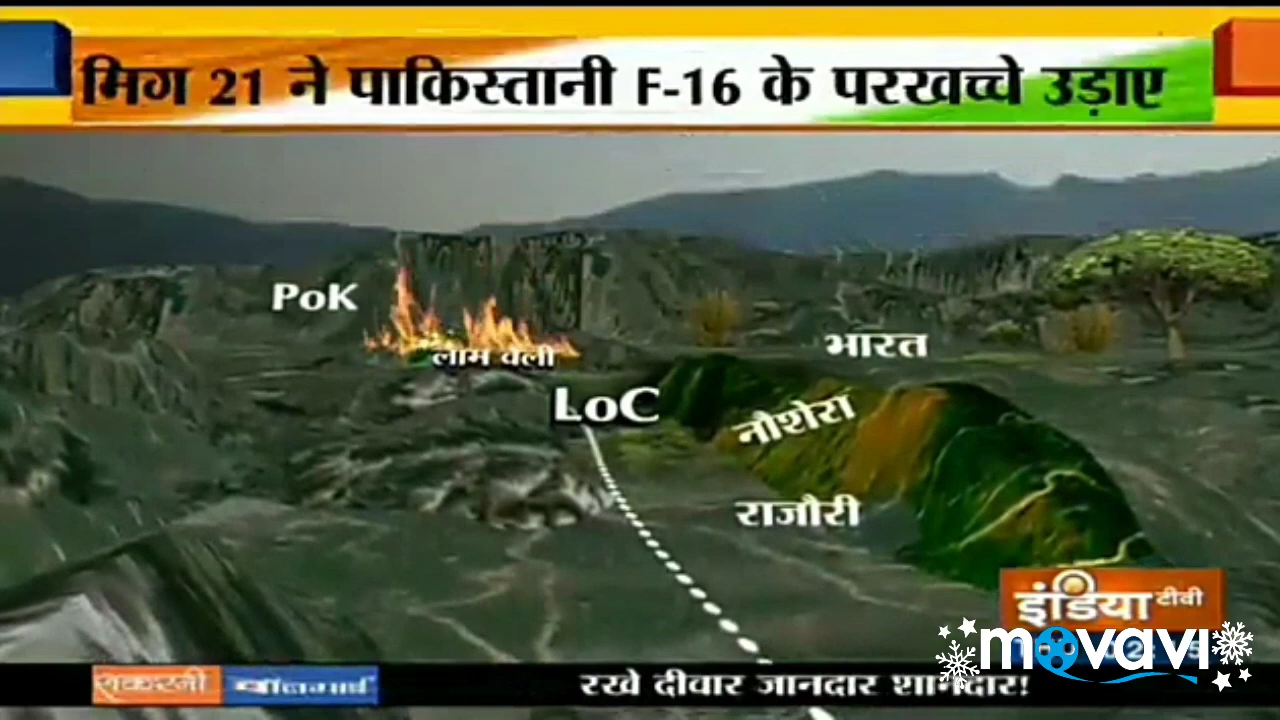 मिग 21 ने पाकिस्तानी F-16 के परखच्चे उड़ाए
PoK
लाम वैली
भारत
LoC
नौशेरा
राजौरी
इंडिया टीवी
movavi
रखे दीवार जानदार शानदार!